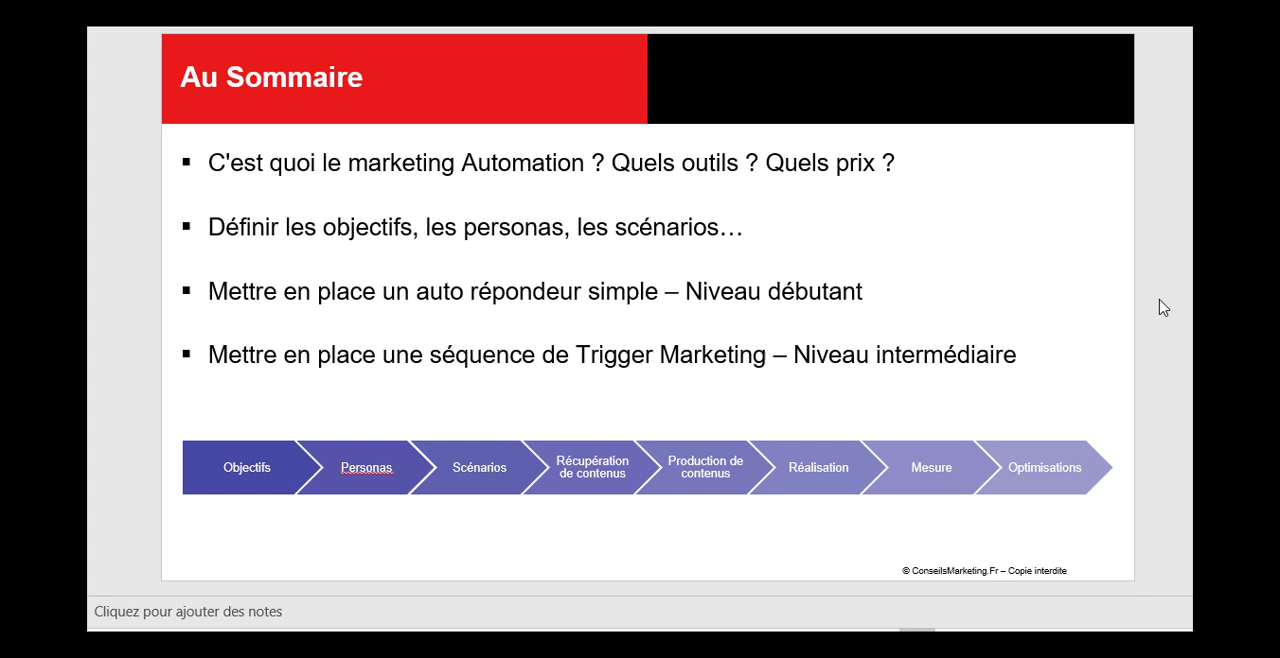 Au Sommaire
C'est quoi le marketing Automation ? Quels outils ? Quels prix ?
Définir les objectifs, les personas, les scénarios…
Mettre en place un auto répondeur simple – Niveau débutant
Mettre en place une séquence de Trigger Marketing – Niveau intermédiaire
Objectifs
Personas
Scénarios
Récupération
de contenus
Production de
contenus
Réalisation
Mesure
Optimisations
© ConseilsMarketing.Fr – Copie interdite
Cliquez pour ajouter des notes